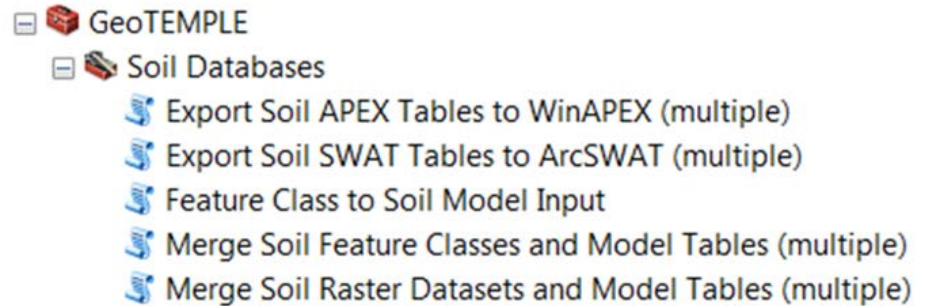 GeoTEMPLE
Soil Databases
Export Soil APEX Tables to WinAPEX (multiple)
Export Soil SWAT Tables to ArcSWAT (multiple)
Feature Class to Soil Model Input
Merge Soil Feature Classes and Model Tables (multiple)
Merge Soil Raster Datasets and Model Tables (multiple)